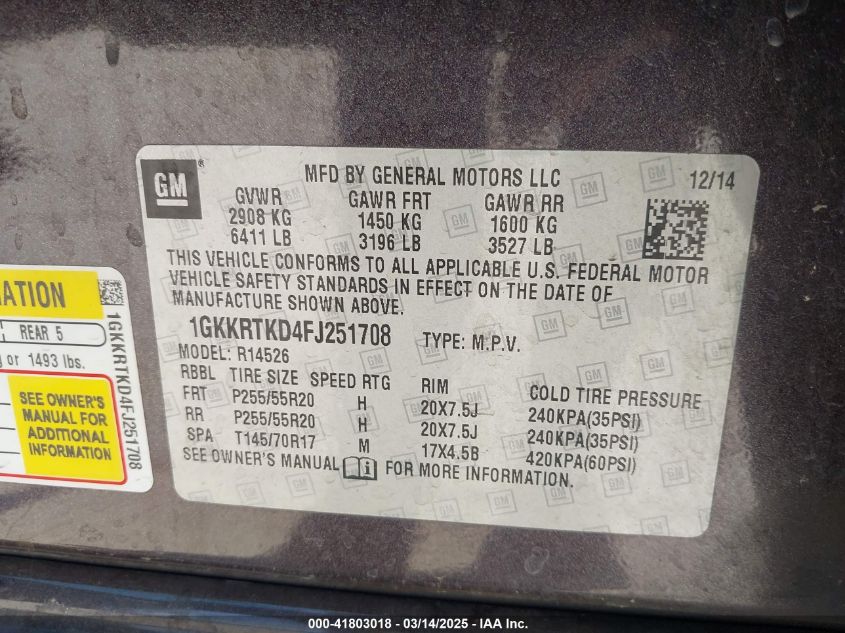 GM ®
MFD BY GENERAL MOTORS LLC
12/14
GVWR GAWR FRT GAWR RR
2908 KG 1450 KG 1600 KG
6411 LB 3196 LB 3527 LB
THIS VEHICLE CONFORMS TO ALL APPLICABLE U.S. FEDERAL MOTOR
VEHICLE SAFETY STANDARDS IN EFFECT ON THE DATE OF
MANUFACTURE SHOWN ABOVE.
1GKKRTKD4FJ251708 TYPE: M.P.V.
MODEL: R14526
RBBL TIRE SIZE SPEED RTG RIM COLD TIRE PRESSURE
FRT P255/55R20 H 20X7.5J 240KPA(35PSI)
RR P255/55R20 H 20X7.5J 240KPA(35PSI)
SPA T145/70R17 M 17X4.5B 420KPA(60PSI)
SEE OWNER'S MANUAL FOR MORE INFORMATION.
REAR 5
or 1493 lbs.
SEE OWNER'S
MANUAL FOR
ADDITIONAL
INFORMATION
1GKKRTKD4FJ251708
000-41803018 - 03/14/2025 - IAA Inc.